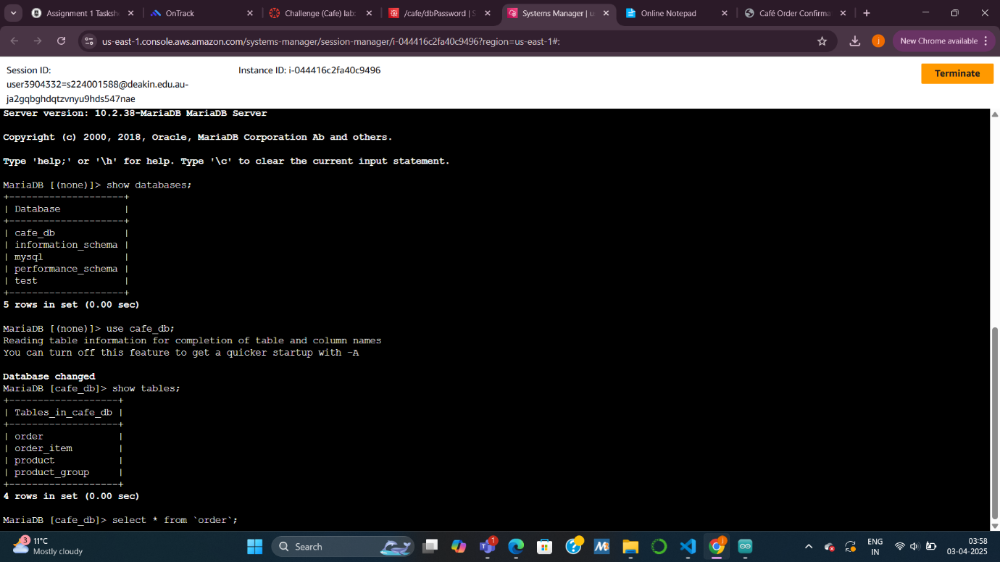 Assignment 1 Tasksh
OnTrack
Challenge (Cafe) lab:
/cafe/dbPassword | S
Systems Manager | u
Online Notepad
Café Order Confirma
us-east-1.console.aws.amazon.com/systems-manager/session-manager/i-044416c2fa40c9496?region=us-east-1#:
j
New Chrome available
Session ID:
user3904332=s224001588@deakin.edu.au-
ja2gqbghdqtzvnyu9hds547nae
Instance ID: i-044416c2fa40c9496
Terminate
Server version: 10.2.38-MariaDB MariaDB Server
Copyright (c) 2000, 2018, Oracle, MariaDB Corporation Ab and others.
Type 'help;' or '\h' for help. Type '\c' to clear the current input statement.
MariaDB [(none)]> show databases;
+--------------------+
| Database           |
+--------------------+
| cafe_db            |
| information_schema |
| mysql              |
| performance_schema |
| test               |
+--------------------+
5 rows in set (0.00 sec)
MariaDB [(none)]> use cafe_db;
Reading table information for completion of table and column names
You can turn off this feature to get a quicker startup with -A
Database changed
MariaDB [cafe_db]> show tables;
+-------------------+
| Tables_in_cafe_db |
+-------------------+
| order             |
| order_item        |
| product           |
| product_group     |
+-------------------+
4 rows in set (0.00 sec)
MariaDB [cafe_db]> select * from `order`;
3
11°C
Mostly cloudy
Search
1
ENG
IN
03:58
03-04-2025